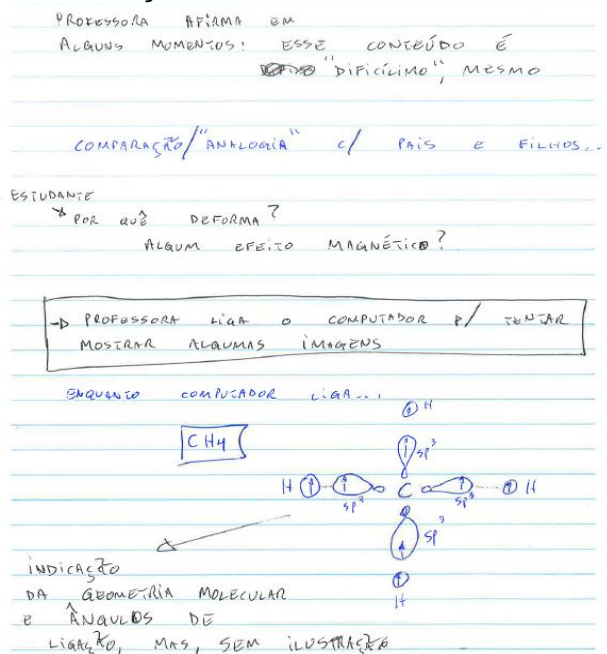 PROFESSORA AFIRMA EM
ALGUNS MOMENTOS: ESSE CONTEÚDO É
"DIFICÍLIMO", MESMO
COMPARAÇÃO/"ANALOGIA" c/ PAIS E FILHOS...
ESTUDANTE
POR QUÊ DEFORMA?
ALGUM EFEITO MAGNÉTICO?
→ PROFESSORA LIGA O COMPUTADOR P/ TENTAR
MOSTRAR ALGUMAS IMAGENS
ENQUANTO COMPUTADOR LIGA...
H
CH4
sp3
H C H
sp3 sp3
sp3
H
INDICAÇÃO
DA GEOMETRIA MOLECULAR
E ÂNGULOS DE
LIGAÇÃO, MAS, SEM ILUSTRAÇÃO